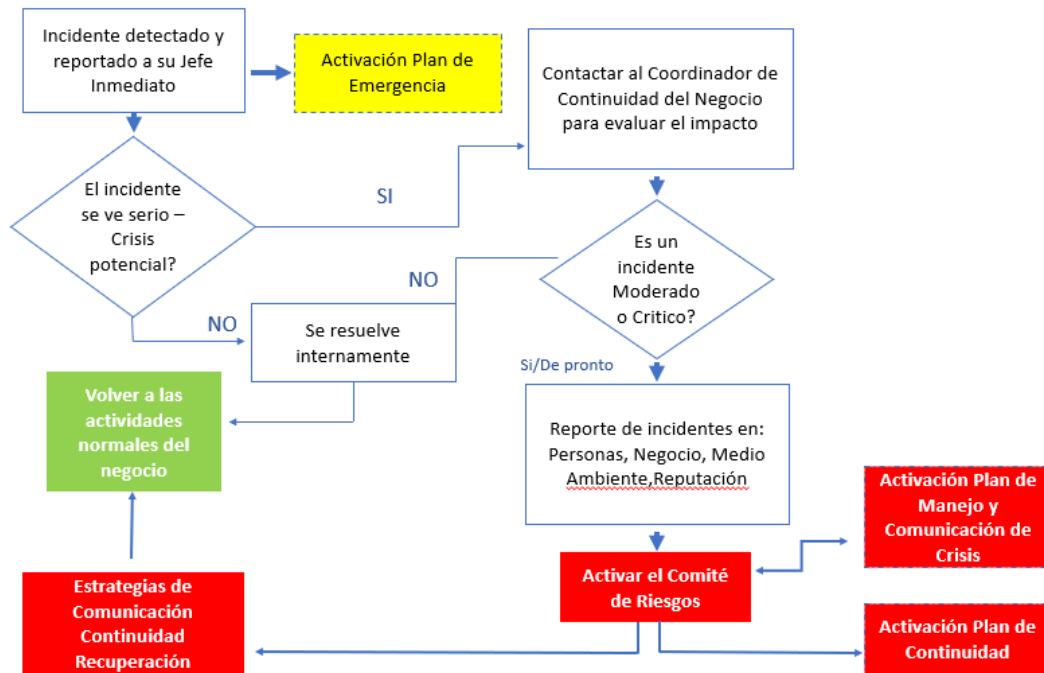 Incidente detectado y
reportado a su Jefe
Inmediato
Activación Plan de
Emergencia
Contactar al Coordinador de
Continuidad del Negocio
para evaluar el impacto
El incidente
se ve serio –
Crisis
potencial?
SI
Es un
incidente
Moderado
o Critico?
NO
NO
Se resuelve
internamente
Si/De pronto
Volver a las
actividades
normales del
negocio
Reporte de incidentes en:
Personas, Negocio, Medio
Ambiente,Reputación
Activación Plan de
Manejo y
Comunicación de
Crisis
Activar el Comité
de Riesgos
Estrategias de
Comunicación
Continuidad
Recuperación
Activación Plan de
Continuidad